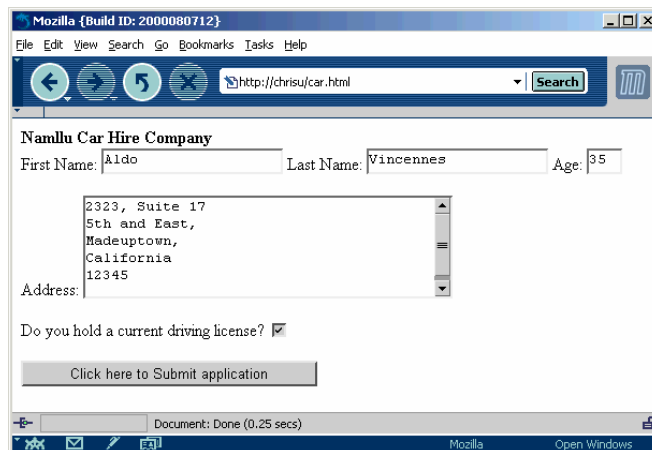 Mozilla {Build ID: 2000080712}
File Edit View Search Go Bookmarks Tasks Help
http://chrisu/car.html Search
Namllu Car Hire Company
First Name: Aldo Last Name: Vincennes Age: 35
2323, Suite 17
5th and East,
Madeuptown,
California
12345
Address:
Do you hold a current driving license?
Click here to Submit application
Document: Done (0.25 secs)
Mozilla Open Windows